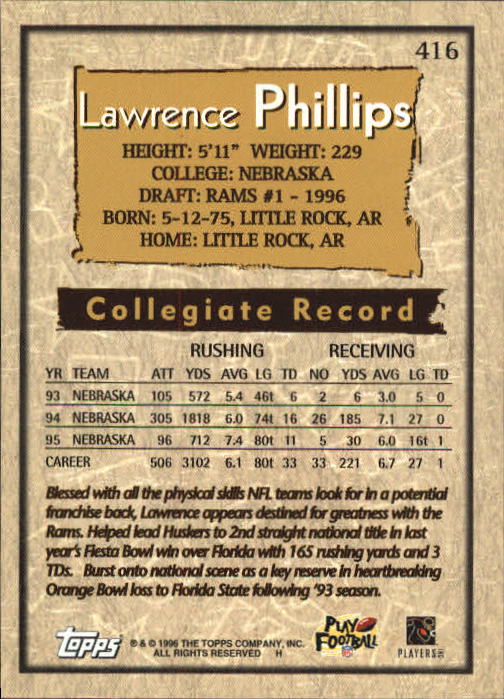 416
Lawrence Phillips
HEIGHT: 5'11" WEIGHT: 229
COLLEGE: NEBRASKA
DRAFT: RAMS #1 - 1996
BORN: 5-12-75, LITTLE ROCK, AR
HOME: LITTLE ROCK, AR
Collegiate Record
RUSHING RECEIVING
YR TEAM ATT YDS AVG LG TD NO YDS AVG LG TD
93 NEBRASKA 105 572 5.4 46t 6 2 6 3.0 5 0
94 NEBRASKA 305 1818 6.0 74t 16 26 185 7.1 27 0
95 NEBRASKA 96 712 7.4 80t 11 5 30 6.0 16t 1
CAREER 506 3102 6.1 80t 33 33 221 6.7 27 1
Blessed with all the physical skills NFL teams look for in a potential
franchise back, Lawrence appears destined for greatness with the
Rams. Helped lead Huskers to 2nd straight national title in last
year's Fiesta Bowl win over Florida with 165 rushing yards and 3
TDs. Burst onto national scene as a key reserve in heartbreaking
Orange Bowl loss to Florida State following '93 season.
Topps
® & © 1996 THE TOPPS COMPANY, INC.
ALL RIGHTS RESERVED H
PLAY
FOOTBALL
PLAYERS